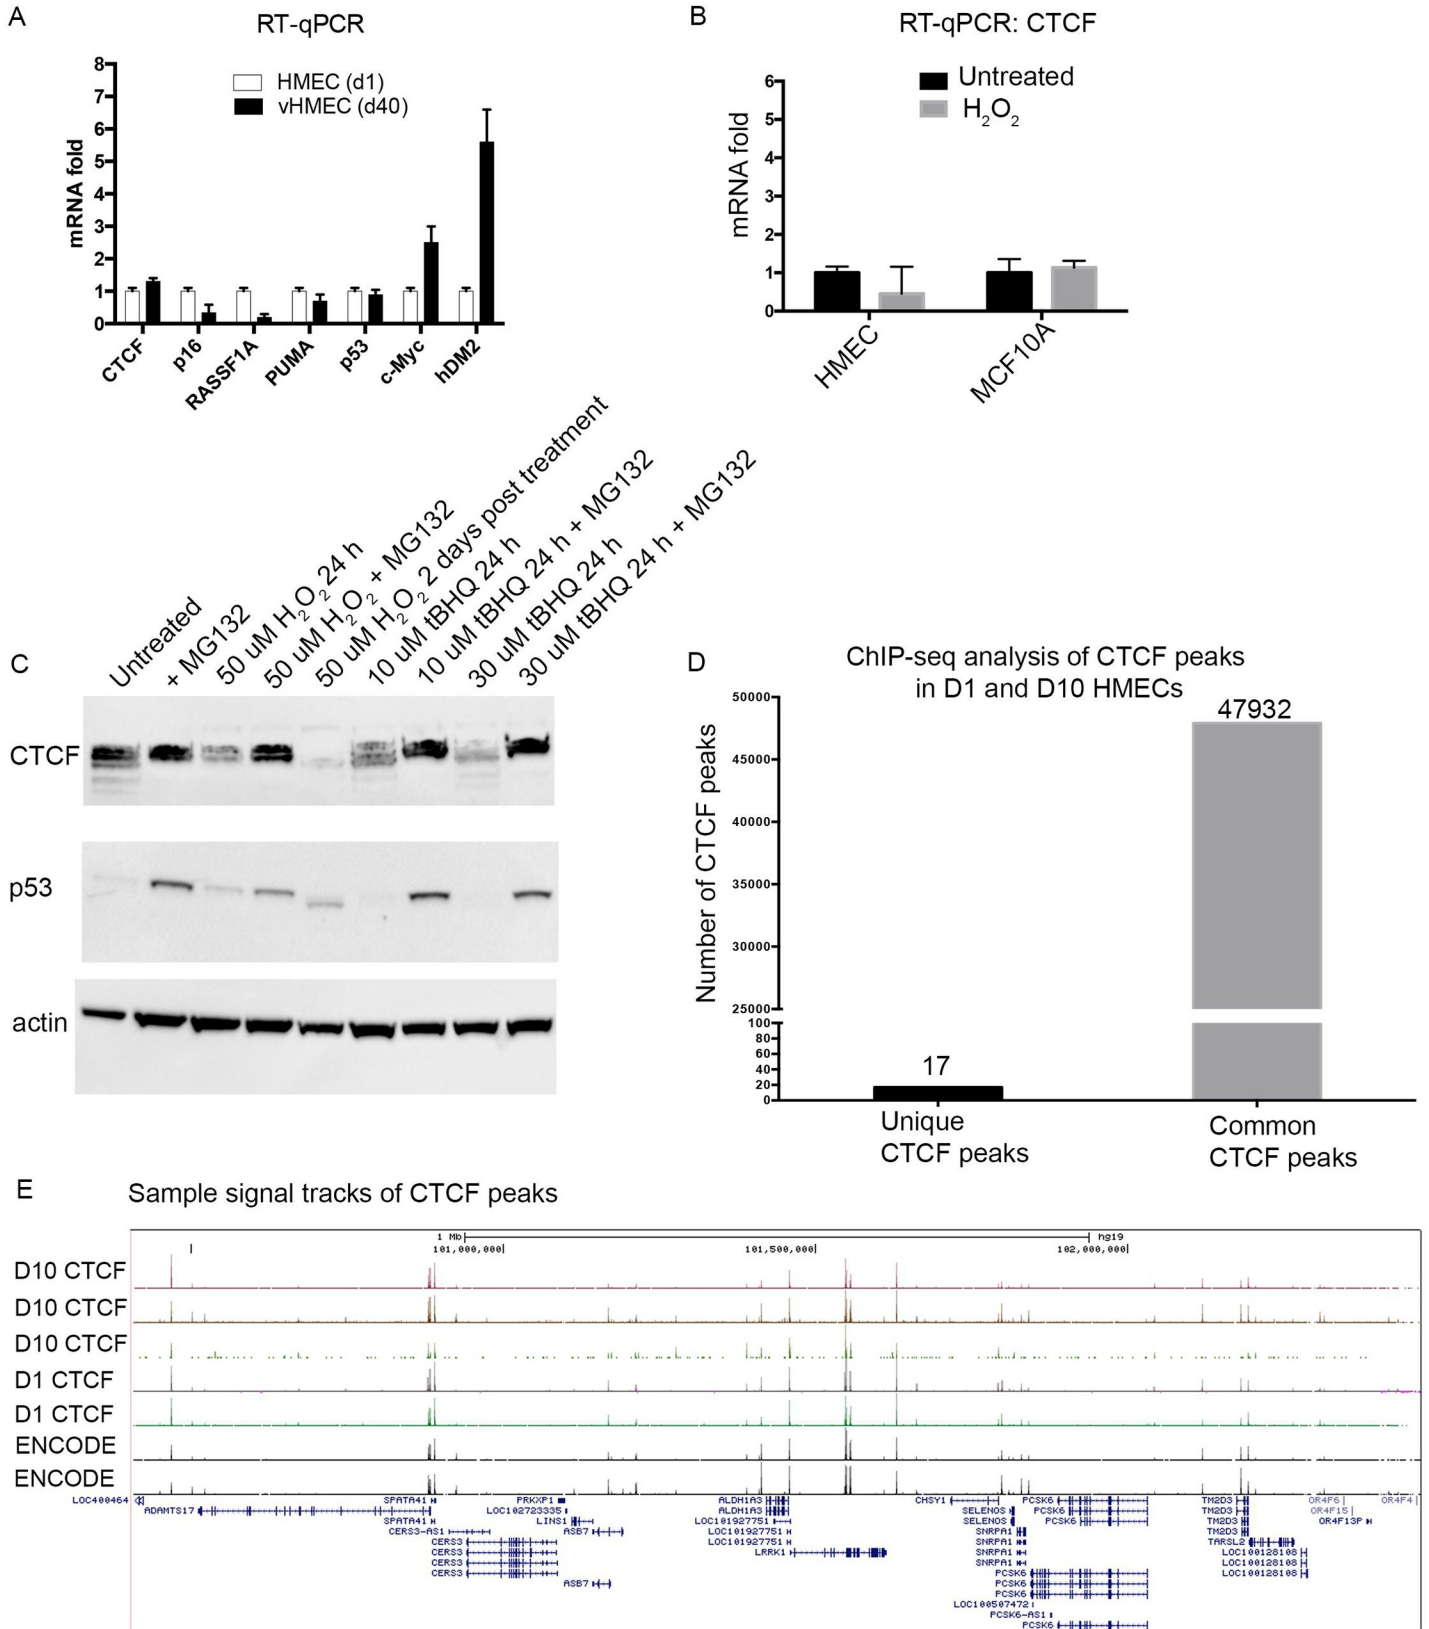 A
RT-qPCR
HMEC (d1)
vHMEC (d40)
mRNA fold
8
7
6
5
4
3
2
1
0
CTCF
p16
RASSF1A
PUMA
p53
c-Myc
hDM2
B
RT-qPCR: CTCF
Untreated
H2O2
mRNA fold
6
5
4
3
2
1
0
HMEC
MCF10A
C
Untreated
+ MG132
50 uM H2O2 24 h
50 uM H2O2 + MG132
50 uM H2O2 2 days post treatment
10 uM tBHQ 24 h
10 uM tBHQ 24 h + MG132
30 uM tBHQ 24 h
30 uM tBHQ 24 h + MG132
CTCF
p53
actin
D
ChIP-seq analysis of CTCF peaks
in D1 and D10 HMECs
Number of CTCF peaks
50000
45000
40000
35000
30000
25000
100
80
60
40
20
0
17
47932
Unique
CTCF peaks
Common
CTCF peaks
E
Sample signal tracks of CTCF peaks
1 Mb hg19
101,000,000 101,500,000 102,000,000
D10 CTCF
D10 CTCF
D10 CTCF
D1 CTCF
D1 CTCF
ENCODE
ENCODE
LOC400464 SPATA41 PRKXP1 ALDH1A3 CHSY1 PCSK6 TM2D3 OR4F6 OR4F4
ADAMTS17 LOC102723335 ALDH1A3 SELENOS PCSK6 TM2D3 OR4F15
SPATA41 LINS1 LOC101927751 SELENOS PCSK6 TM2D3 OR4F13P
CERS3-AS1 ASB7 LOC101927751 SNRPA1 TM2D3
CERS3 LOC101927751 SNRPA1 TARSL2
CERS3 LRRK1 SNRPA1 LOC100128108
CERS3 SNRPA1 LOC100128108
CERS3 PCSK6 LOC100128108
ASB7 PCSK6
PCSK6
LOC100507472
PCSK6-AS1
PCSK6